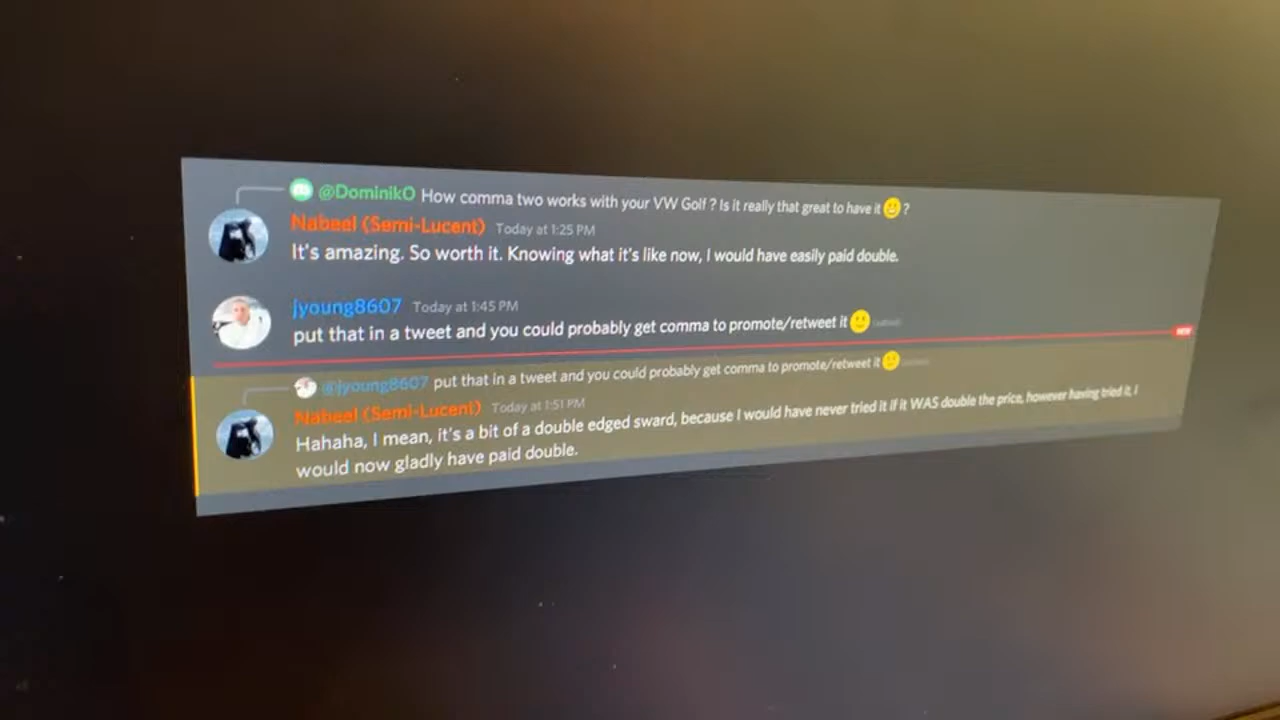 @DominikO How comma two works with your VW Golf ? Is it really that great to have it 😀 ?
Nabeel (Semi-Lucent) Today at 1:25 PM
It's amazing. So worth it. Knowing what it's like now, I would have easily paid double.
jyoung8607 Today at 1:45 PM
put that in a tweet and you could probably get comma to promote/retweet it 🙂 (edited)
NEW
@jyoung8607 put that in a tweet and you could probably get comma to promote/retweet it 🙂 (edited)
Nabeel (Semi-Lucent) Today at 1:51 PM
Hahaha, I mean, it's a bit of a double edged sward, because I would have never tried it if it WAS double the price, however having tried it, I
would now gladly have paid double.